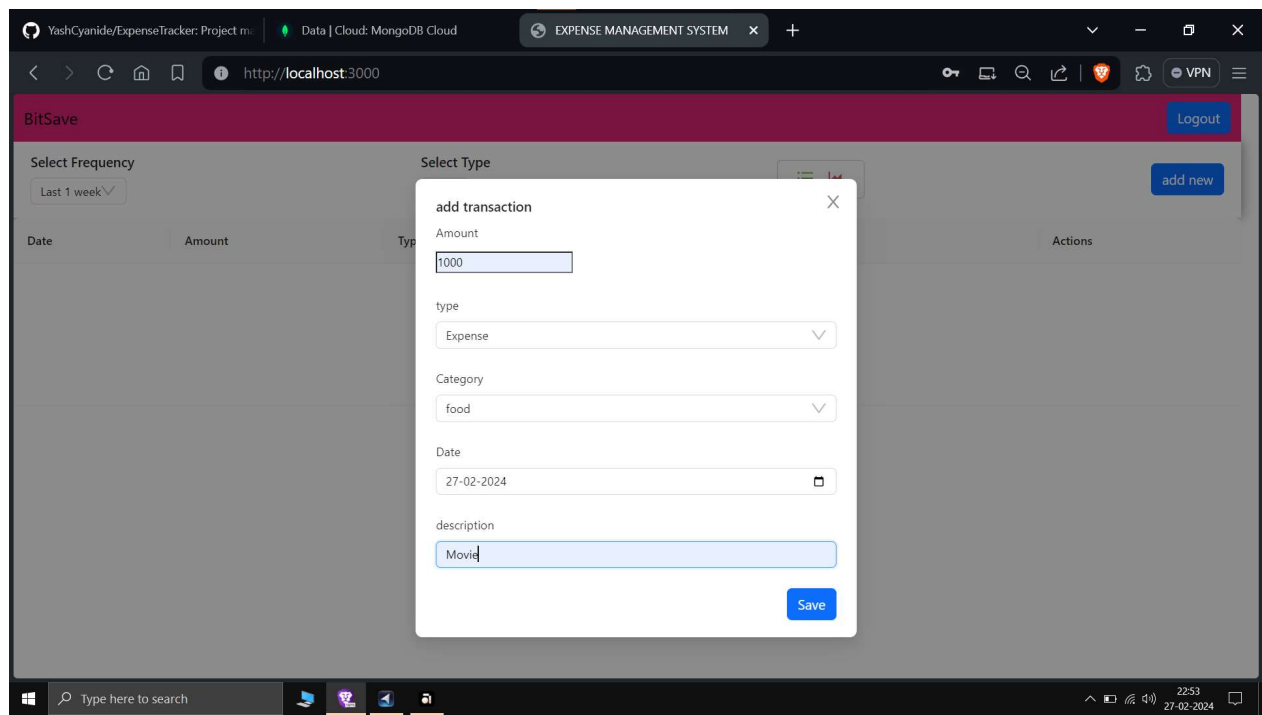 YashCyanide/ExpenseTracker: Project ma
Data | Cloud: MongoDB Cloud
EXPENSE MANAGEMENT SYSTEM
http://localhost:3000
VPN
BitSave
Logout
Select Frequency
Select Type
Last 1 week
add new
Date Amount Typ Actions
add transaction
Amount
1000
type
Expense
Category
food
Date
27-02-2024
description
Movie
Save
Type here to search
22:53
27-02-2024